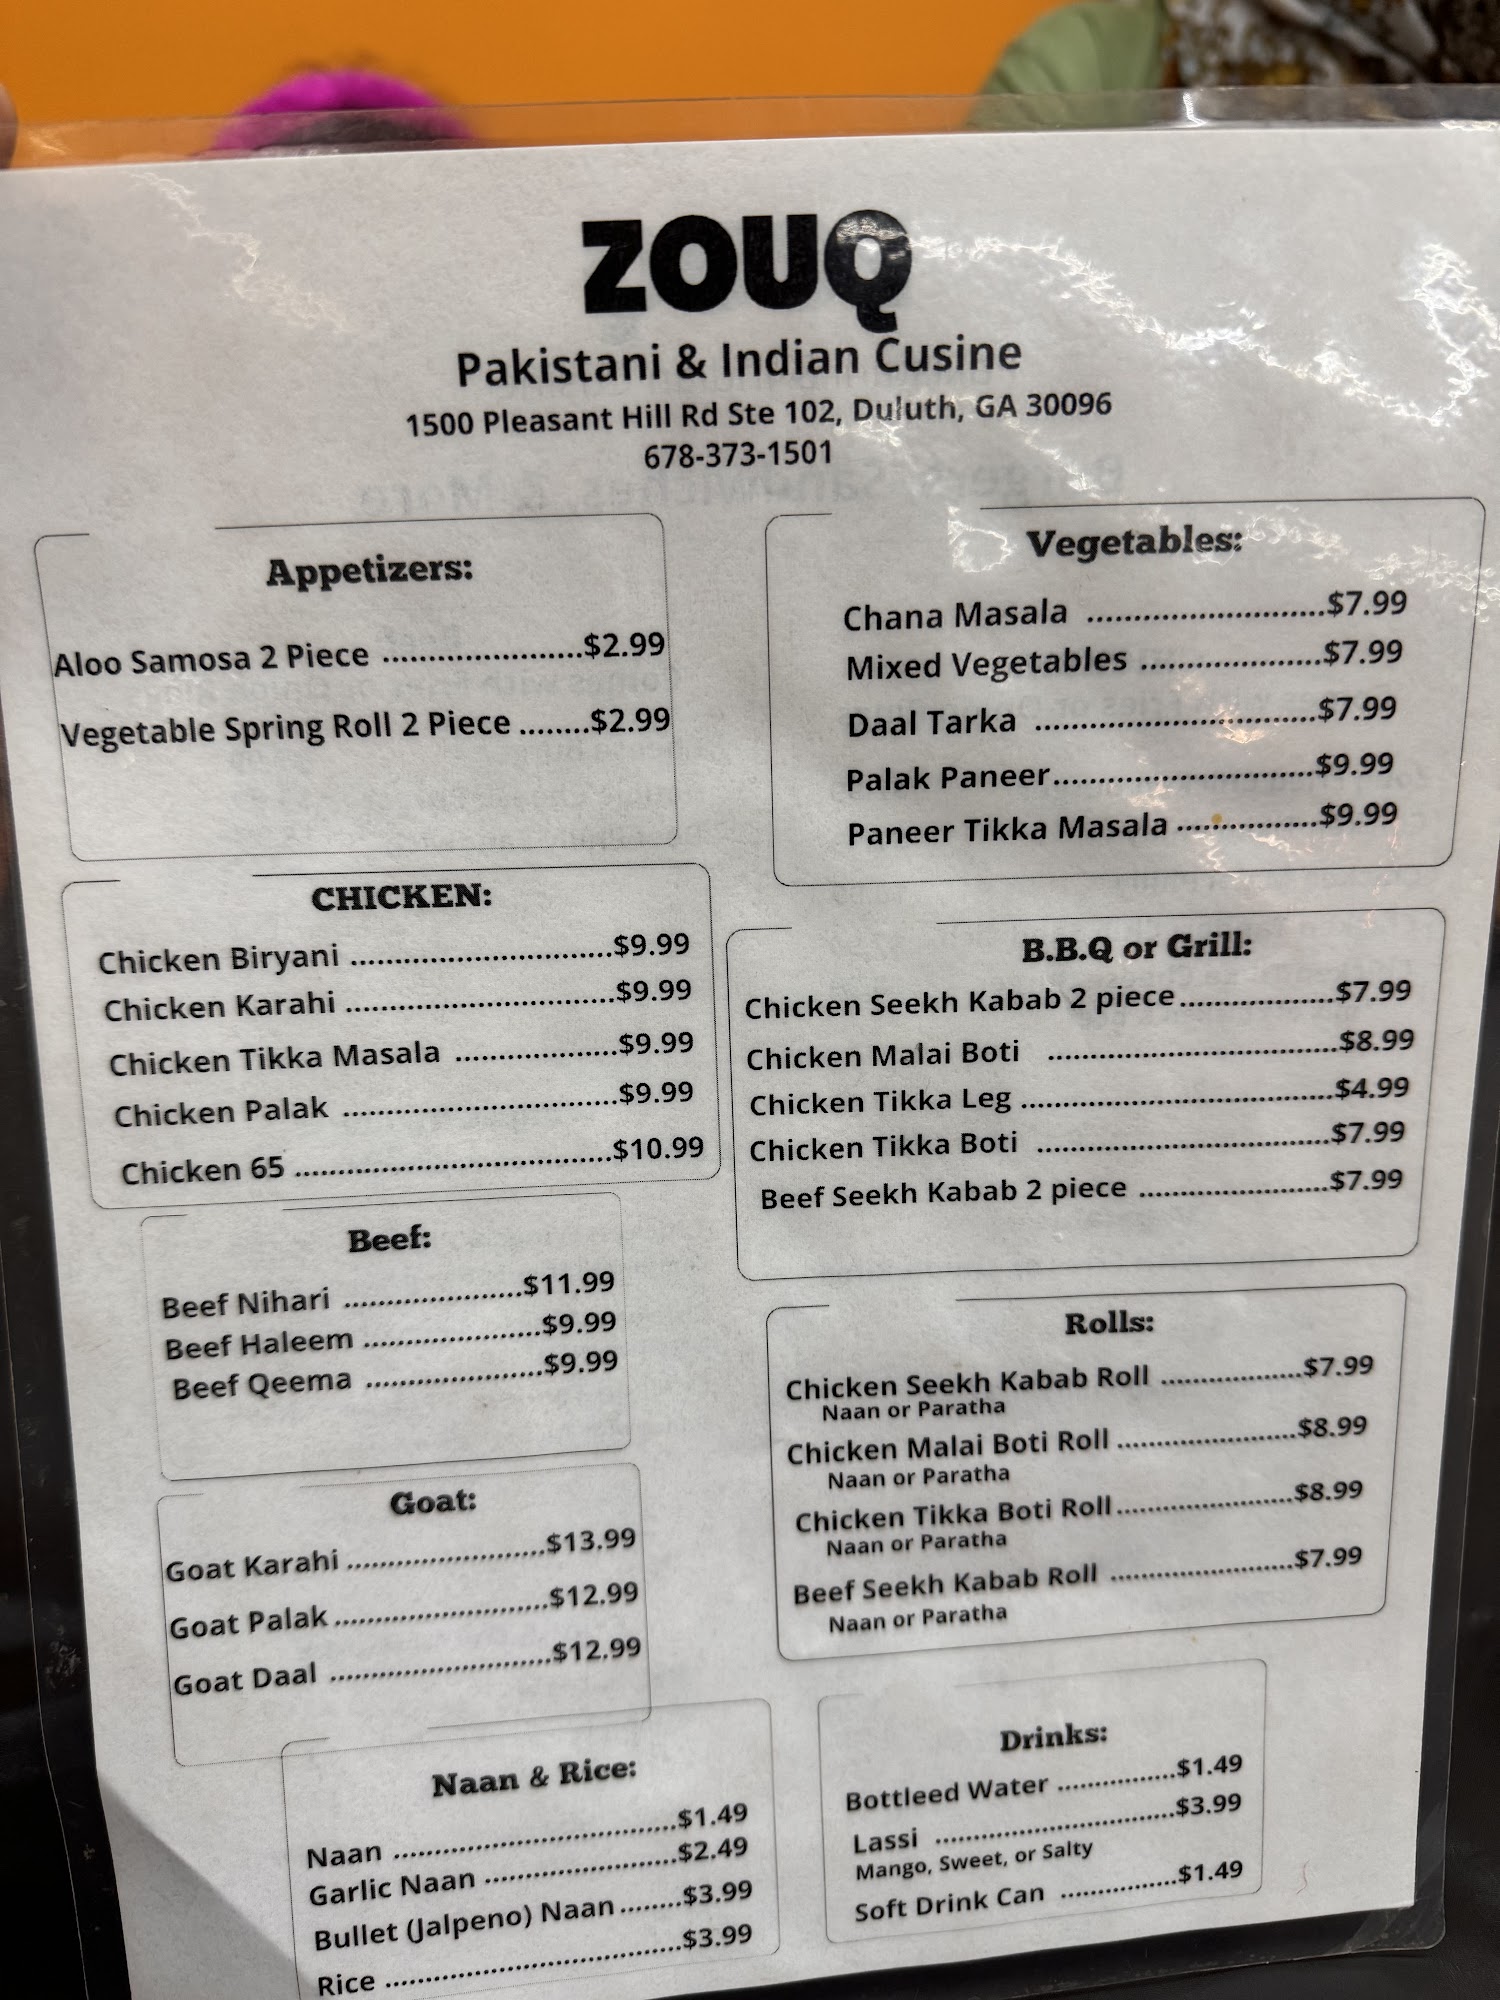 ZOUQ
Pakistani & Indian Cusine
1500 Pleasant Hill Rd Ste 102, Duluth, GA 30096
678-373-1501
Appetizers:
Aloo Samosa 2 Piece ......................$2.99
Vegetable Spring Roll 2 Piece ........$2.99
CHICKEN:
Chicken Biryani .............................$9.99
Chicken Karahi ..............................$9.99
Chicken Tikka Masala ..................$9.99
Chicken Palak ..............................$9.99
Chicken 65 ...................................$10.99
Beef:
Beef Nihari ....................$11.99
Beef Haleem ....................$9.99
Beef Qeema ....................$9.99
Goat:
Goat Karahi ......................$13.99
Goat Palak ........................$12.99
Goat Daal .........................$12.99
Naan & Rice:
Naan ................................$1.49
Garlic Naan ......................$2.49
Bullet (Jalpeno) Naan ........$3.99
Rice ..................................$3.99
Vegetables:
Chana Masala ..........................$7.99
Mixed Vegetables ....................$7.99
Daal Tarka ...............................$7.99
Palak Paneer............................$9.99
Paneer Tikka Masala ................$9.99
B.B.Q or Grill:
Chicken Seekh Kabab 2 piece.................$7.99
Chicken Malai Boti ................................$8.99
Chicken Tikka Leg ...................................$4.99
Chicken Tikka Boti .................................$7.99
Beef Seekh Kabab 2 piece .....................$7.99
Rolls:
Chicken Seekh Kabab Roll ................$7.99
Naan or Paratha
Chicken Malai Boti Roll ....................$8.99
Naan or Paratha
Chicken Tikka Boti Roll....................$8.99
Naan or Paratha
Beef Seekh Kabab Roll .....................$7.99
Naan or Paratha
Drinks:
Bottleed Water ................$1.49
Lassi ................................$3.99
Mango, Sweet, or Salty
Soft Drink Can ................$1.49